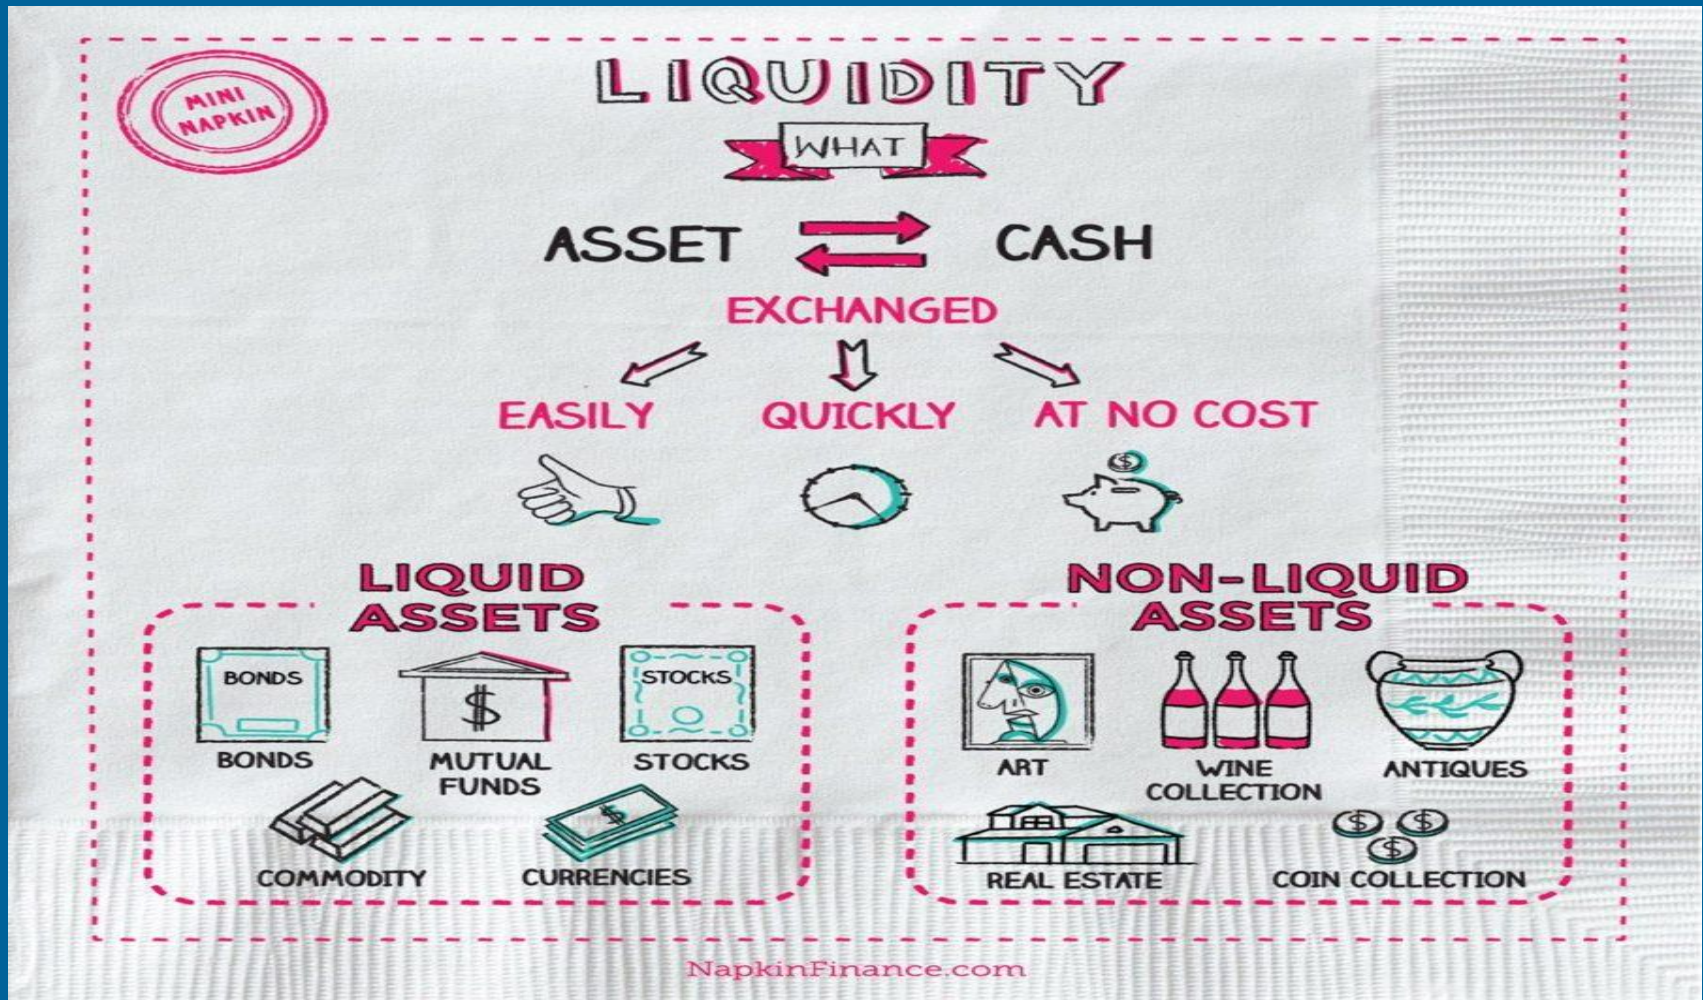 MINI
NAPKIN
LIQUIDITY
WHAT
ASSET CASH
EXCHANGED
EASILY QUICKLY AT NO COST
$
LIQUID
ASSETS
BONDS
$
STOCKS
BONDS
MUTUAL
FUNDS
STOCKS
$
COMMODITY
CURRENCIES
NON-LIQUID
ASSETS
ART
WINE
COLLECTION
ANTIQUES
$ $
$
REAL ESTATE
COIN COLLECTION
NapkinFinance.com